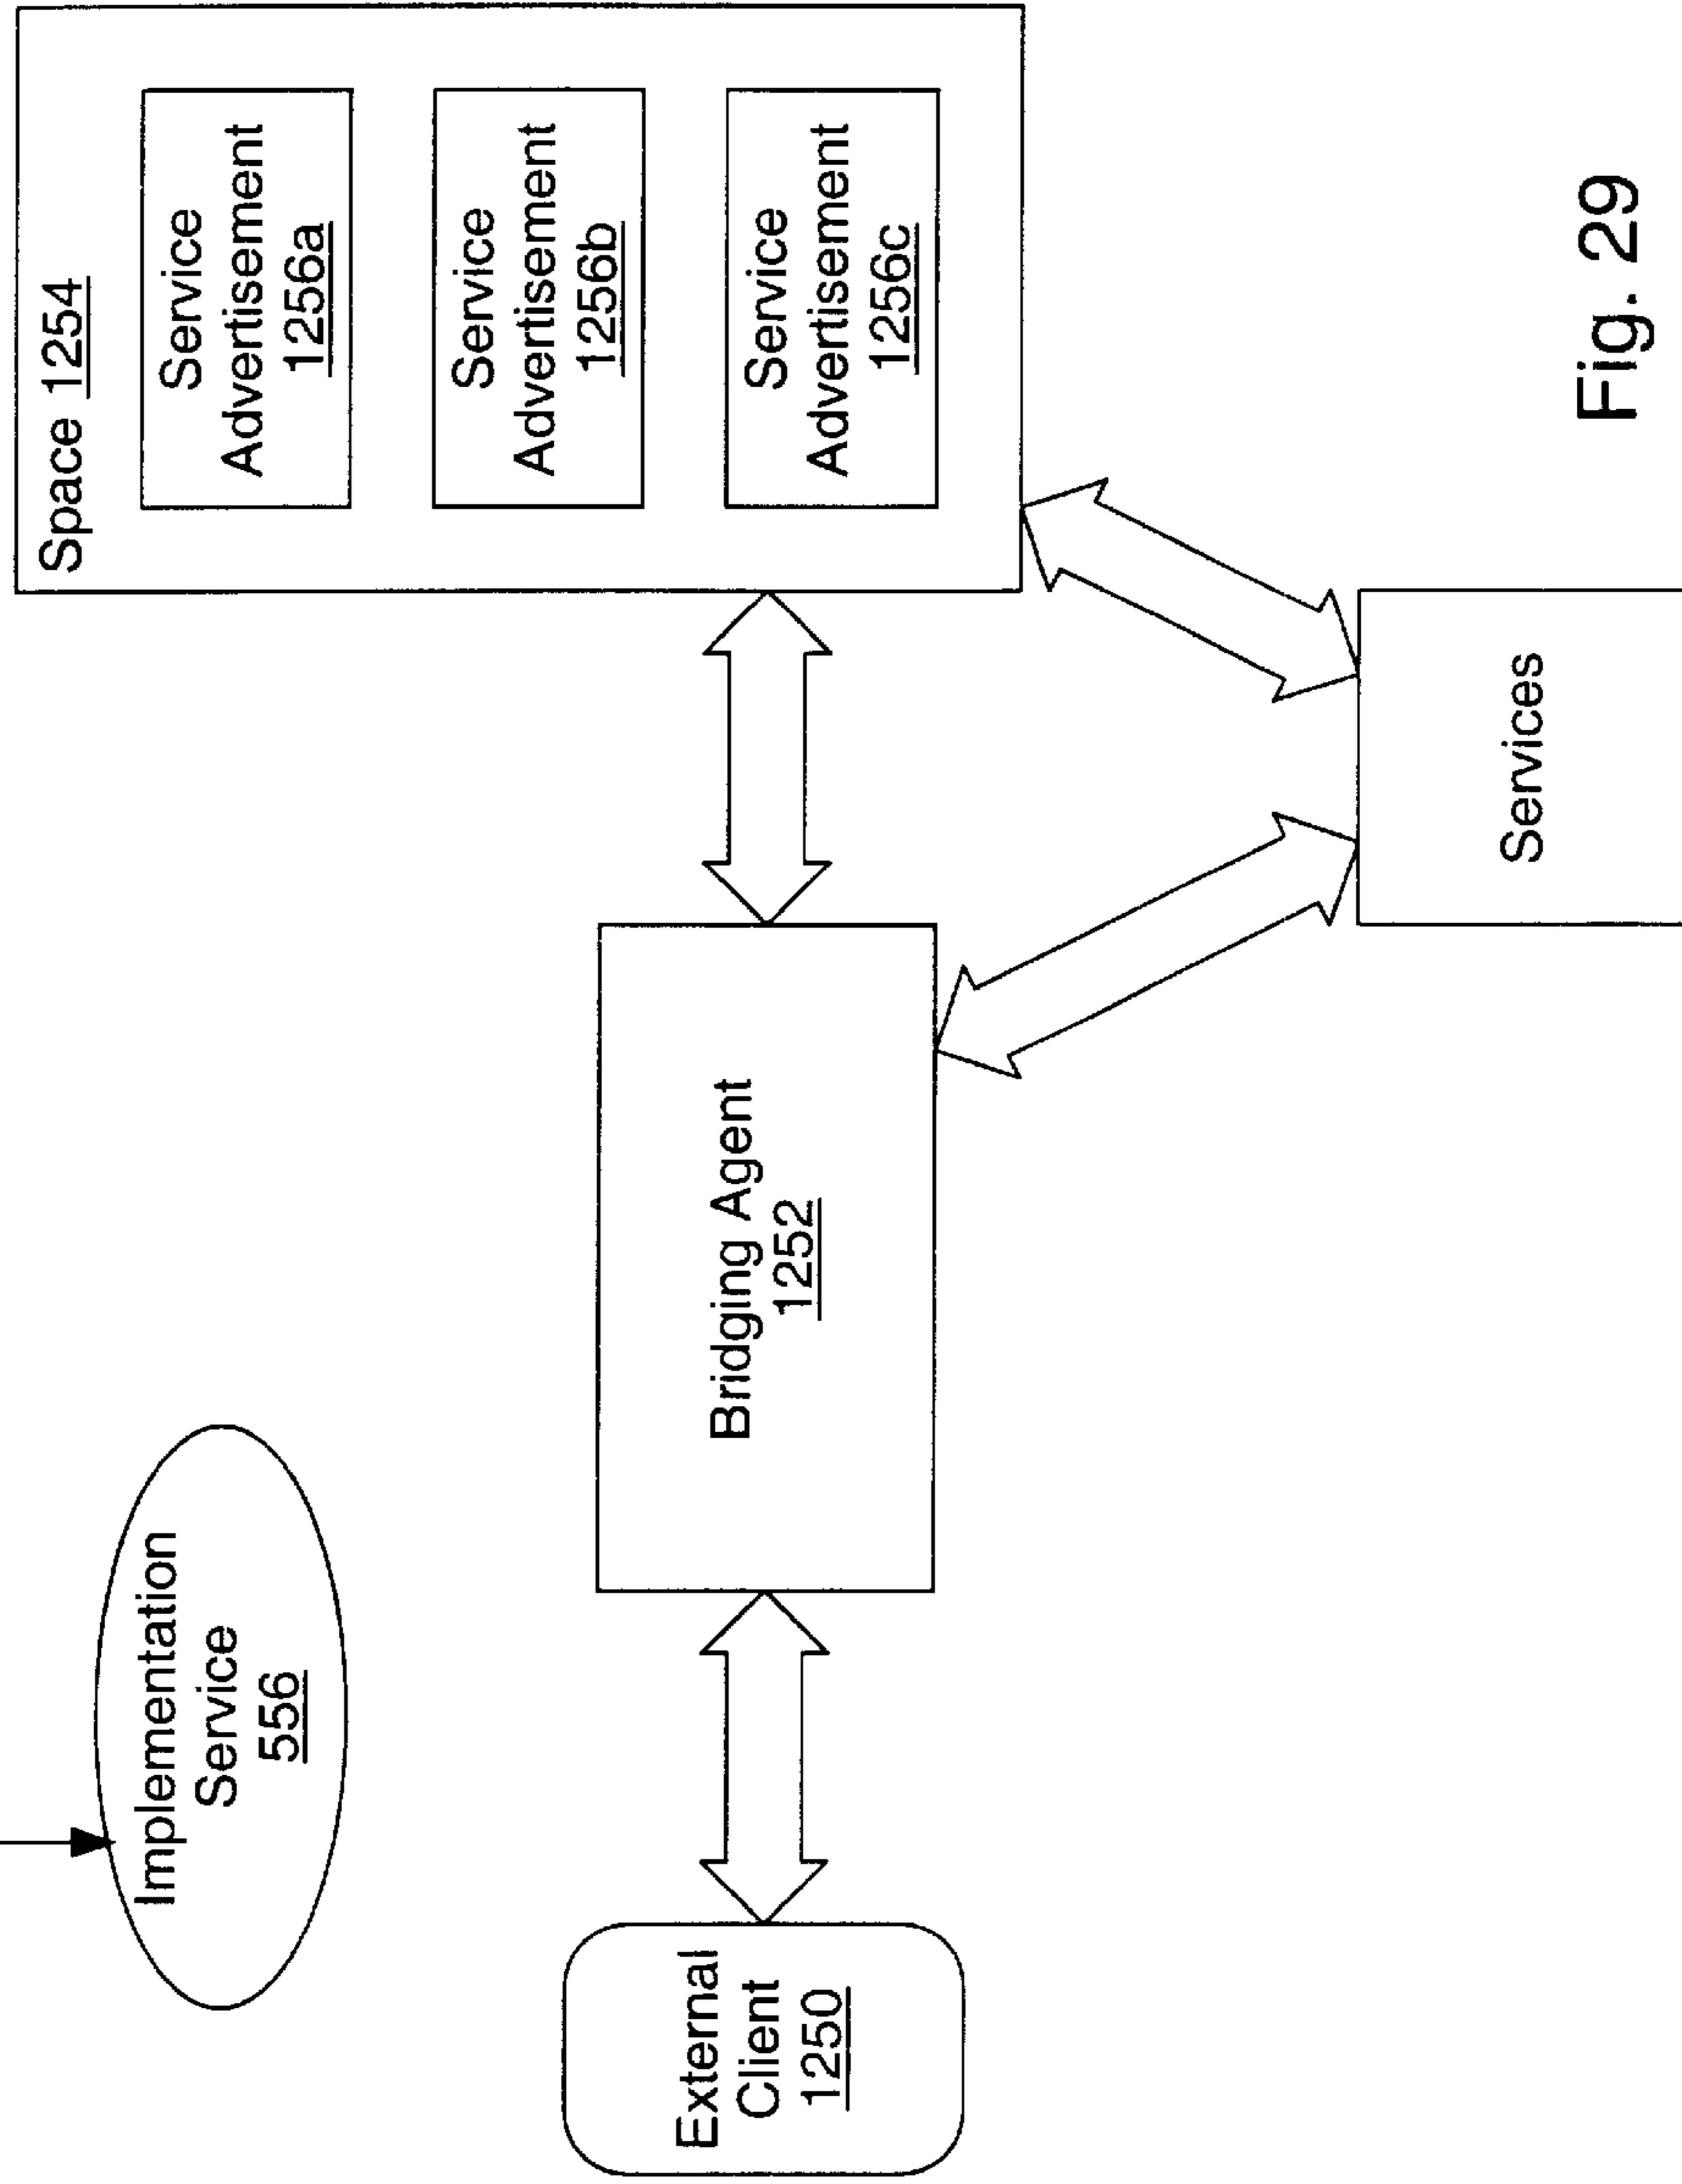 Implementation
Service
556
Space 1254
Service
Advertisement
1256a
Service
Advertisement
1256b
Service
Advertisement
1256c
External
Client
1250
Bridging Agent
1252
Services
Fig. 29